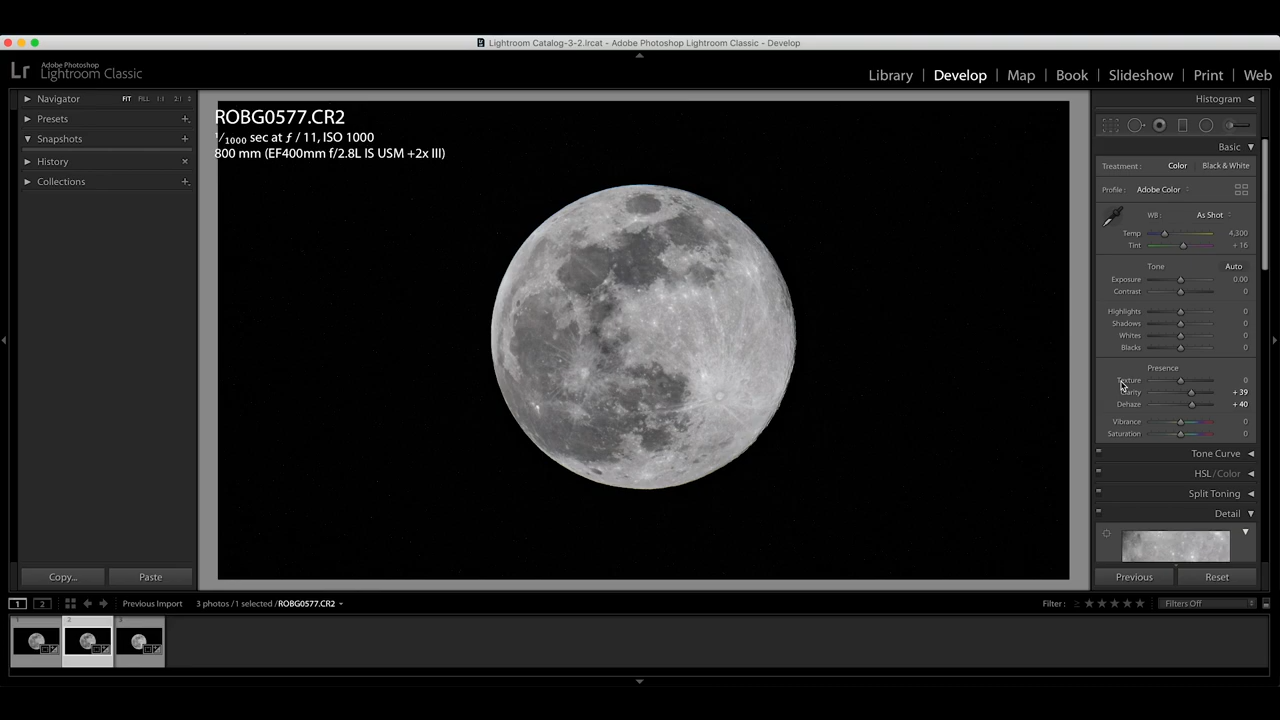 Lightroom Catalog-3-2.lrcat - Adobe Photoshop Lightroom Classic - Develop
Lr Adobe Photoshop
Lightroom Classic
Library | Develop | Map | Book | Slideshow | Print | Web
Navigator FIT FILL 1:1 2:1
Presets
Snapshots
History
Collections
Copy... Paste
ROBG0577.CR2
1/1000 sec at ƒ / 11, ISO 1000
800 mm (EF400mm f/2.8L IS USM +2x III)
Histogram
Basic
Treatment: Color Black & White
Profile: Adobe Color
WB: As Shot
Temp 4,300
Tint + 16
Tone Auto
Exposure 0.00
Contrast 0
Highlights 0
Shadows 0
Whites 0
Blacks 0
Presence
Texture 0
Clarity + 39
Dehaze + 40
Vibrance 0
Saturation 0
Tone Curve
HSL / Color
Split Toning
Detail
Previous Reset
1 2 Previous Import 3 photos / 1 selected / ROBG0577.CR2 Filter: Filters Off
1 2 3